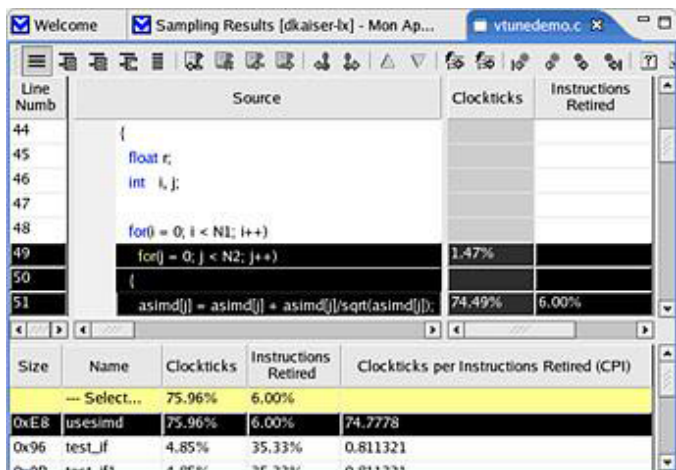 Welcome Sampling Results [dkaiser-lx] - Mon Ap... vtunedemo.c
Line Numb Source Clockticks Instructions Retired
44 {
45 float r;
46 int i, j;
47
48 for(i = 0; i < N1; i++)
49 for(j = 0; j < N2; j++) 1.47%
50 {
51 asimd[j] = asimd[j] + asimd[j]/sqrt(asimd[j]); 74.49% 6.00%
Size Name Clockticks Instructions Retired Clockticks per Instructions Retired (CPI)
--- Select... 75.96% 6.00%
0xE8 usesimd 75.96% 6.00% 74.7778
0x96 test_if 4.85% 35.33% 0.811321